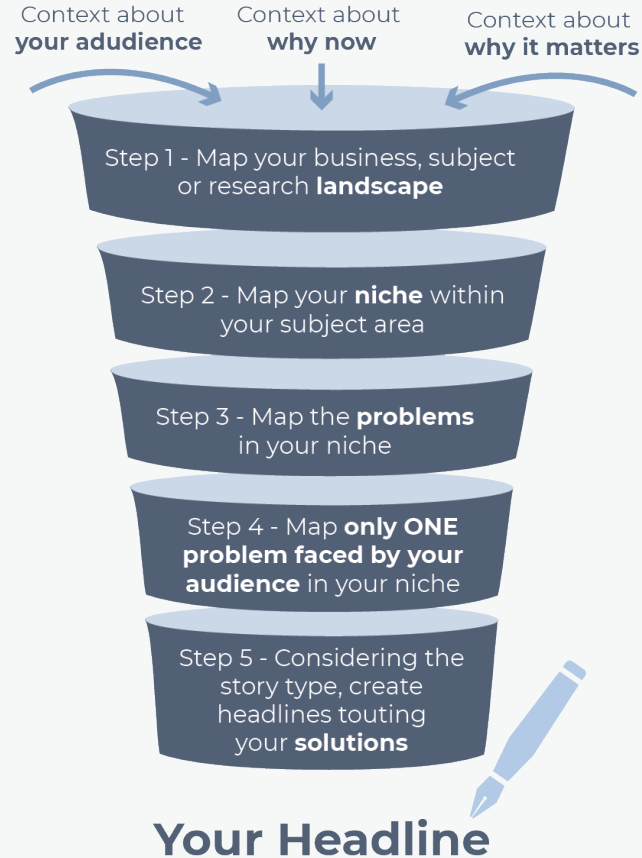 Context about
your adudience
Context about
why now
Context about
why it matters
Step 1 - Map your business, subject
or research landscape
Step 2 - Map your niche within
your subject area
Step 3 - Map the problems
in your niche
Step 4 - Map only ONE
problem faced by your
audience in your niche
Step 5 - Considering the
story type, create
headlines touting
your solutions
Your Headline